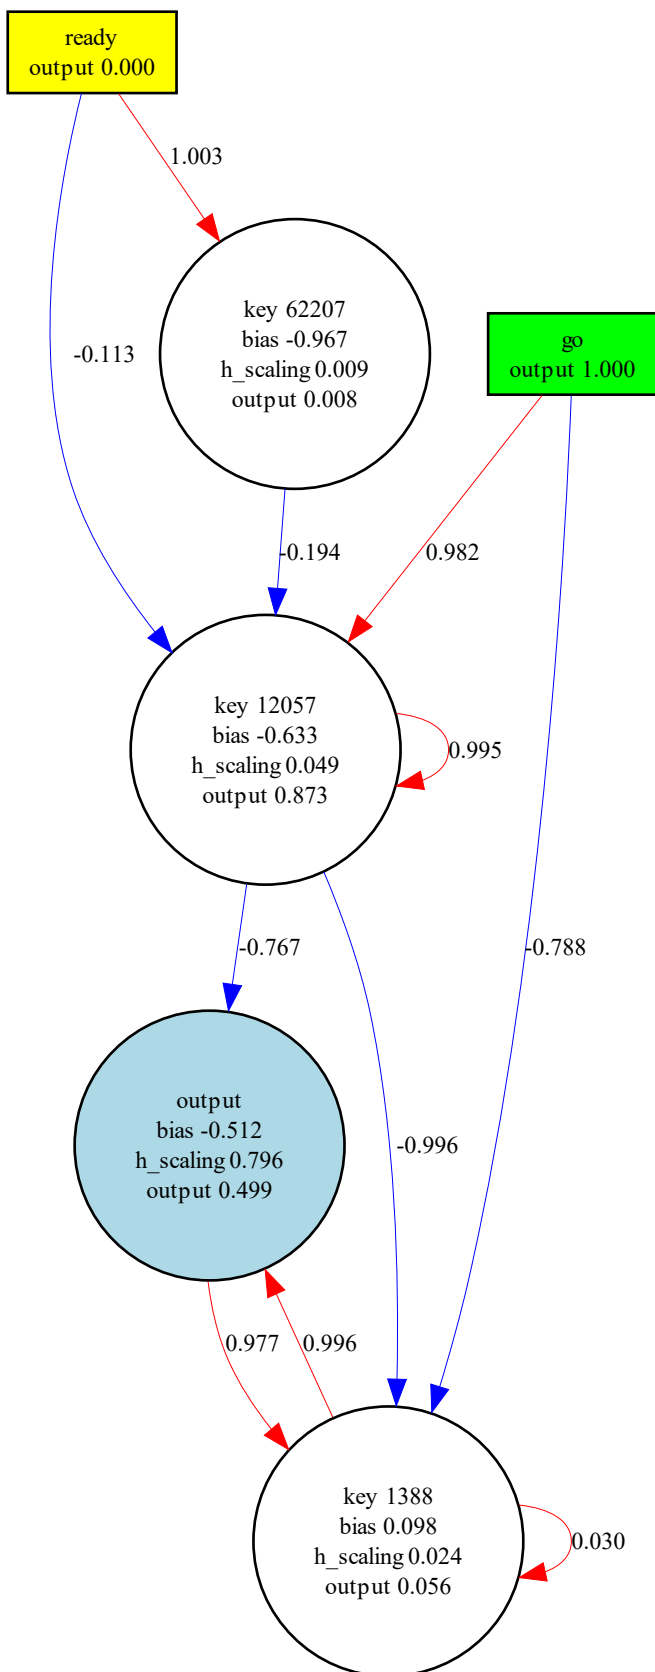 ready
output 0.000
1.003
-0.113
key 62207
bias -0.967
h_scaling 0.009
output 0.008
go
output 1.000
-0.194
0.982
key 12057
bias -0.633
h_scaling 0.049
output 0.873
0.995
-0.767
-0.788
output
bias -0.512
h_scaling 0.796
output 0.499
-0.996
0.977
0.996
key 1388
bias 0.098
h_scaling 0.024
output 0.056
0.030